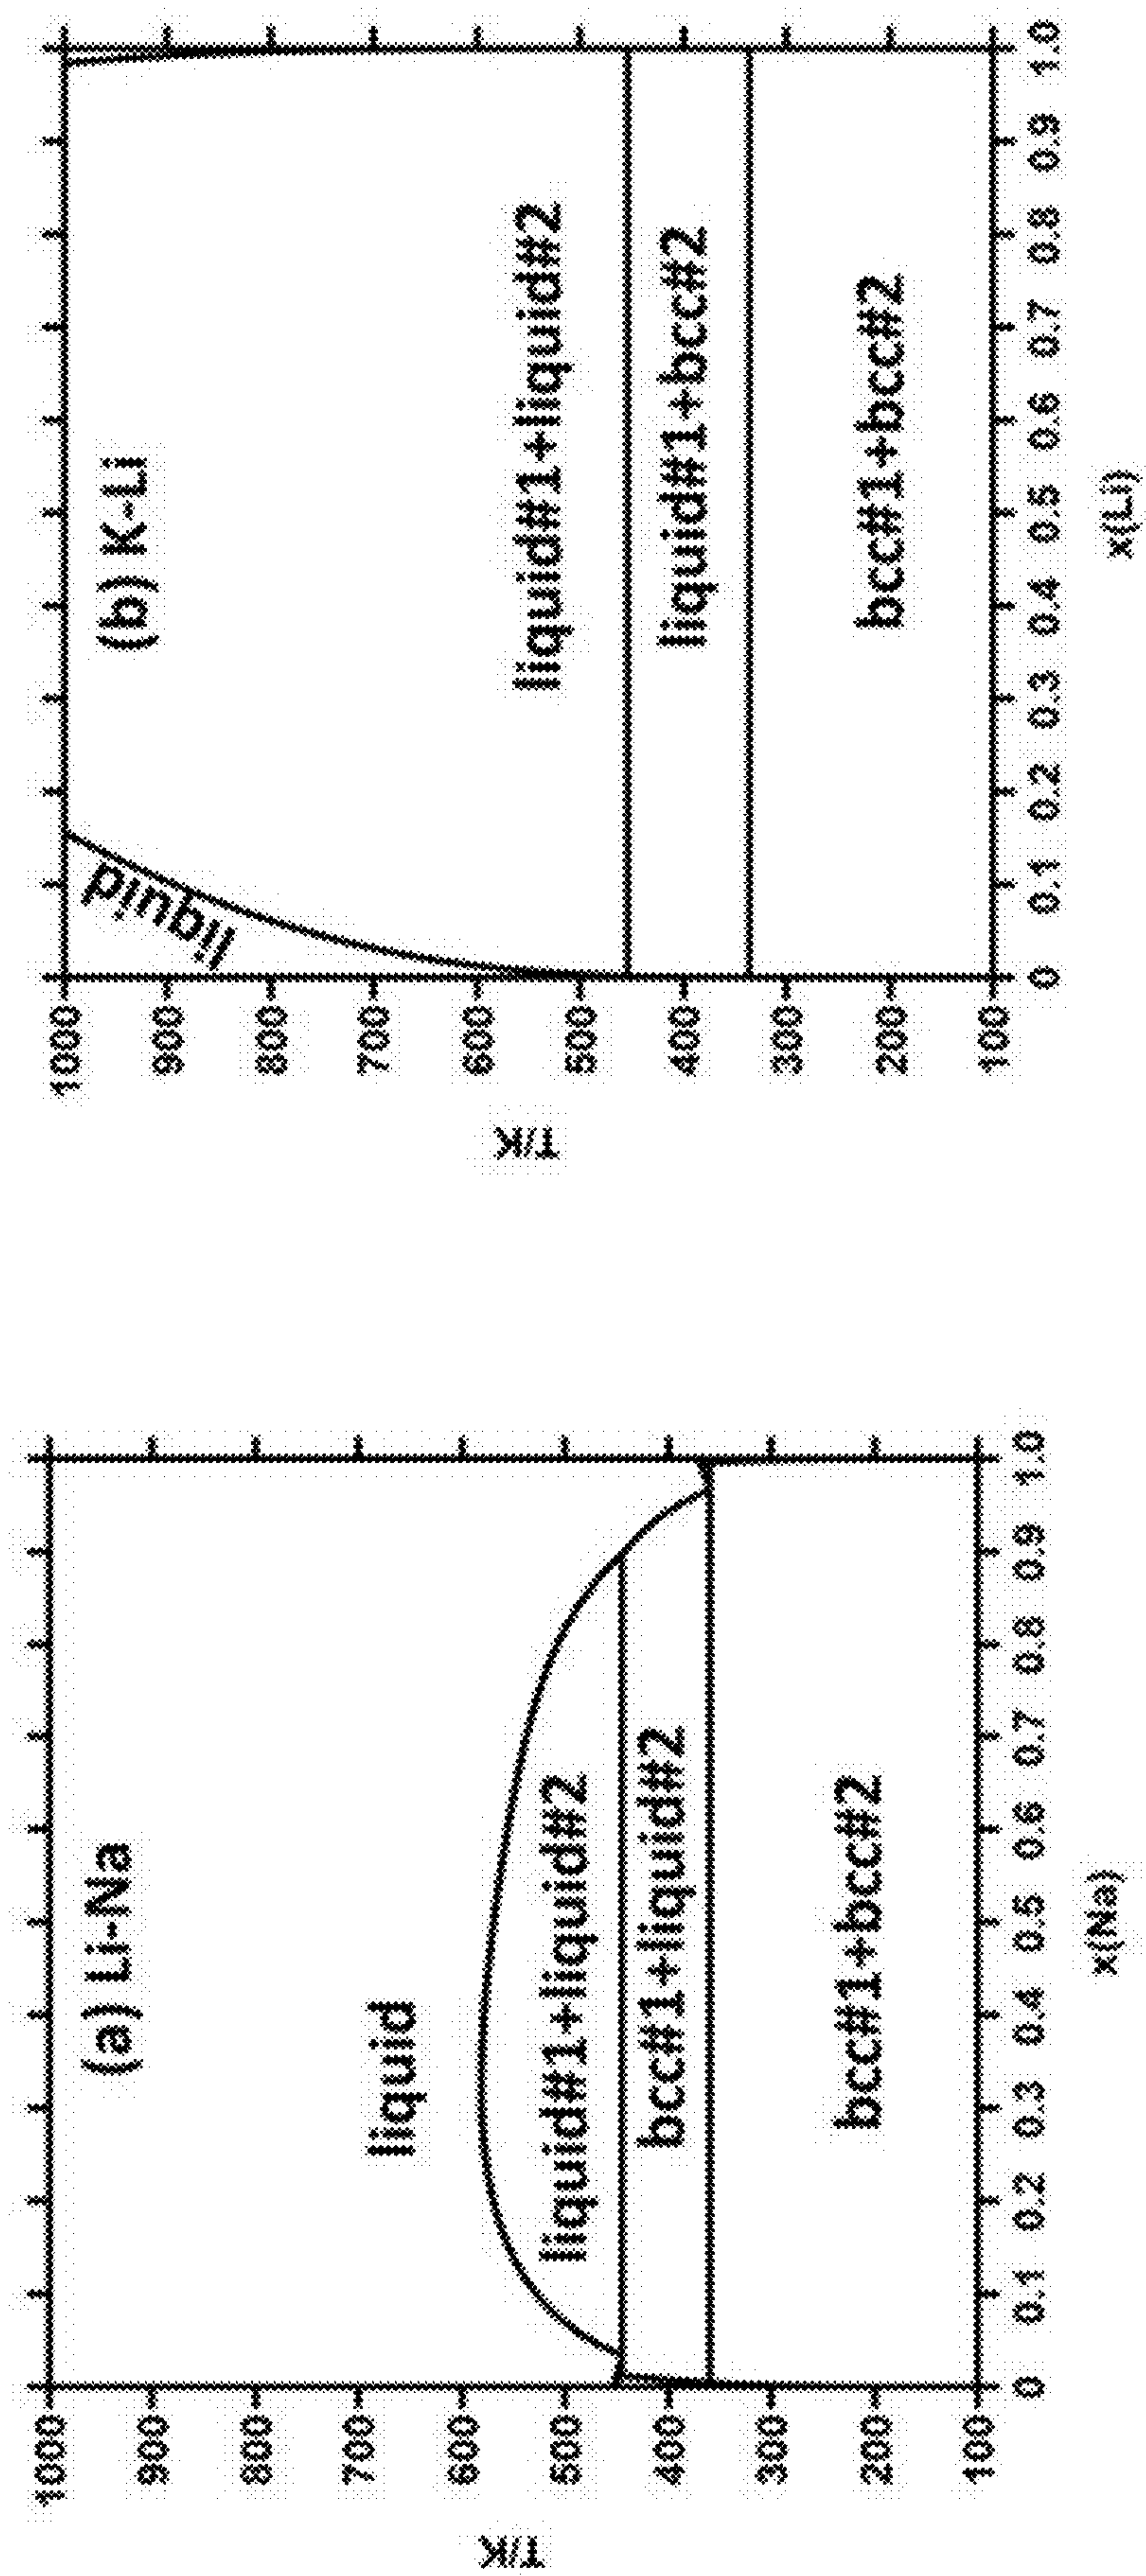 (a) Li-Na
T/K
1000
900
800
700
600
500
400
300
200
100
liquid
liquid#1+liquid#2
bcc#1+liquid#2
bcc#1+bcc#2
0 0.1 0.2 0.3 0.4 0.5 0.6 0.7 0.8 0.9 1.0
x(Na)
(b) K-Li
T/K
1000
900
800
700
600
500
400
300
200
100
liquid
liquid#1+liquid#2
liquid#1+bcc#2
bcc#1+bcc#2
0 0.1 0.2 0.3 0.4 0.5 0.6 0.7 0.8 0.9 1.0
x(Li)